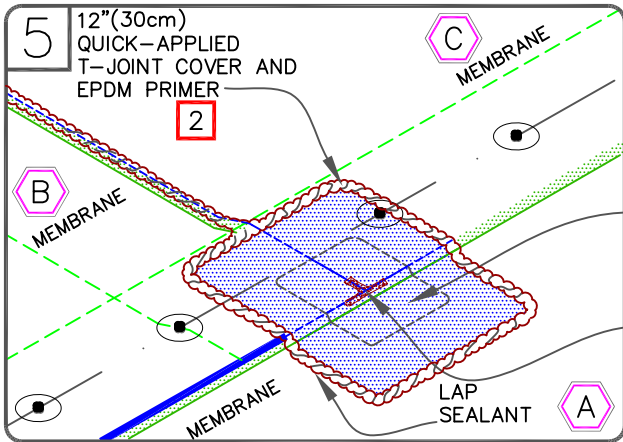 5
12"(30cm)
QUICK-APPLIED
T-JOINT COVER AND
EPDM PRIMER
2
C
MEMBRANE
B
MEMBRANE
MEMBRANE
LAP
SEALANT
A